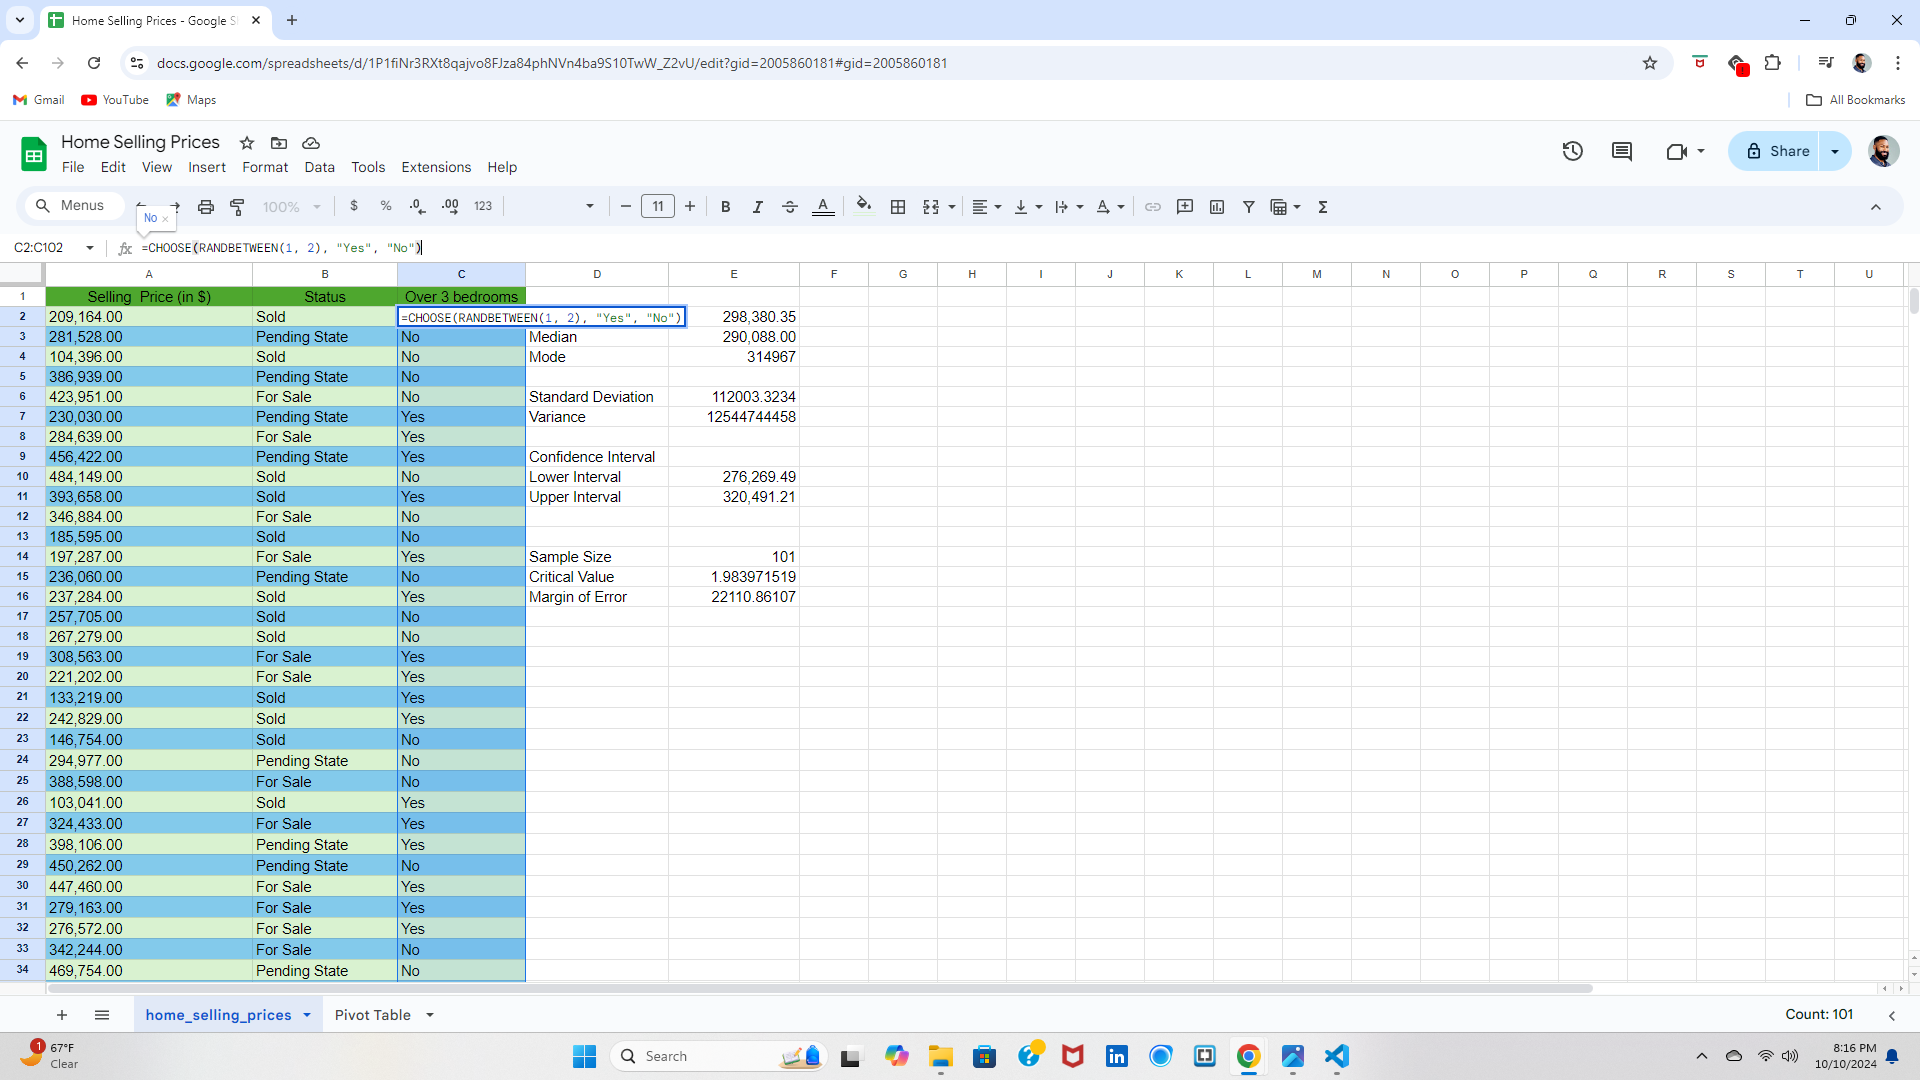 Home Selling Prices - Google S
docs.google.com/spreadsheets/d/1P1fiNr3RXt8qajvo8FJza84phNVn4ba9S10TwW_Z2vU/edit?gid=2005860181#gid=2005860181
Gmail YouTube Maps All Bookmarks
Home Selling Prices
File Edit View Insert Format Data Tools Extensions Help
Share
Menus 100% $ % .0 .00 123 11 B I A Σ
No ×
C2:C102 fx =CHOOSE(RANDBETWEEN(1, 2), "Yes", "No")
A B C D E F G H I J K L M N O P Q R S T U
1 Selling Price (in $) Status Over 3 bedrooms
2 209,164.00 Sold =CHOOSE(RANDBETWEEN(1, 2), "Yes", "No") 298,380.35
3 281,528.00 Pending State No Median 290,088.00
4 104,396.00 Sold No Mode 314967
5 386,939.00 Pending State No
6 423,951.00 For Sale No Standard Deviation 112003.3234
7 230,030.00 Pending State Yes Variance 12544744458
8 284,639.00 For Sale Yes
9 456,422.00 Pending State Yes Confidence Interval
10 484,149.00 Sold No Lower Interval 276,269.49
11 393,658.00 Sold Yes Upper Interval 320,491.21
12 346,884.00 For Sale No
13 185,595.00 Sold No
14 197,287.00 For Sale Yes Sample Size 101
15 236,060.00 Pending State No Critical Value 1.983971519
16 237,284.00 Sold Yes Margin of Error 22110.86107
17 257,705.00 Sold No
18 267,279.00 Sold No
19 308,563.00 For Sale Yes
20 221,202.00 For Sale Yes
21 133,219.00 Sold Yes
22 242,829.00 Sold Yes
23 146,754.00 Sold No
24 294,977.00 Pending State No
25 388,598.00 For Sale No
26 103,041.00 Sold Yes
27 324,433.00 For Sale Yes
28 398,106.00 Pending State Yes
29 450,262.00 Pending State No
30 447,460.00 For Sale Yes
31 279,163.00 For Sale Yes
32 276,572.00 For Sale Yes
33 342,244.00 For Sale No
34 469,754.00 Pending State No
home_selling_prices Pivot Table Count: 101
1 67°F
Clear
Search
8:16 PM
10/10/2024